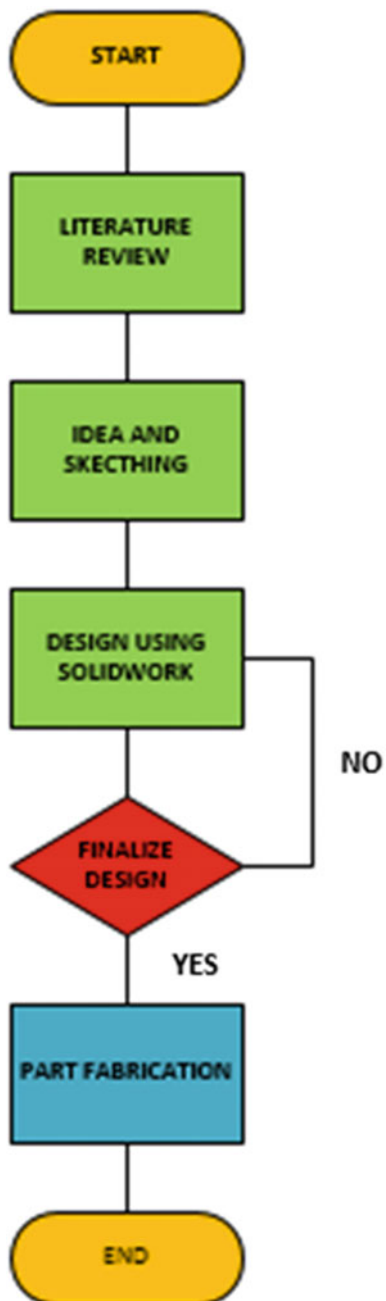 START
LITERATURE
REVIEW
IDEA AND
SKECTHING
DESIGN USING
SOLIDWORK
NO
FINALIZE
DESIGN
YES
PART FABRICATION
END